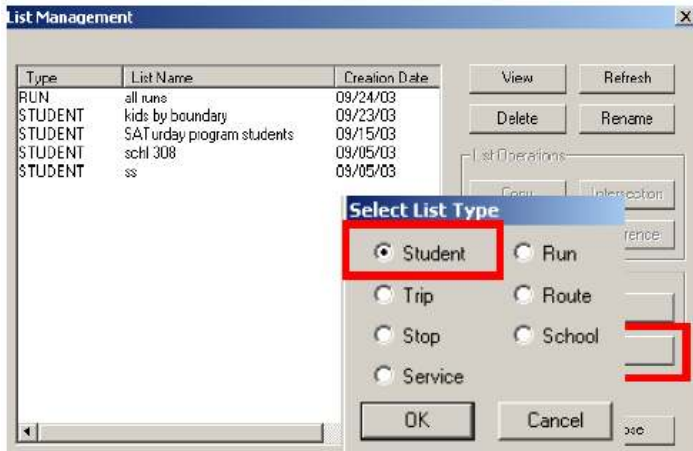 List Management
X
Type List Name Creation Date
RUN all runs 09/24/03
STUDENT kids by boundary 09/23/03
STUDENT SATurday program students 09/15/03
STUDENT schl 308 09/05/03
STUDENT ss 09/05/03
View Refresh
Delete Rename
List Operations
Copy Intersection
Select List Type
Student Run
Trip Route
Stop School
Service
OK Cancel